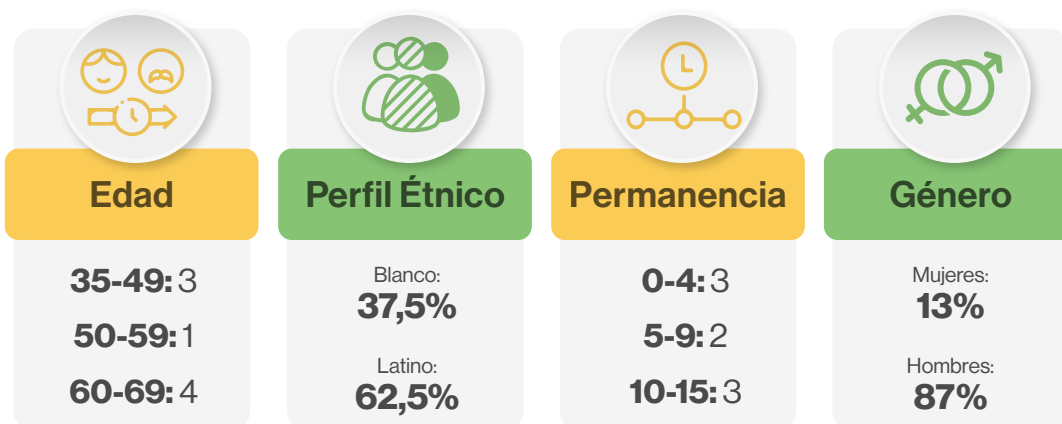 Edad
35-49: 3
50-59: 1
60-69: 4
Perfil Étnico
Blanco:
37,5%
Latino:
62,5%
Permanencia
0-4: 3
5-9: 2
10-15: 3
Género
Mujeres:
13%
Hombres:
87%